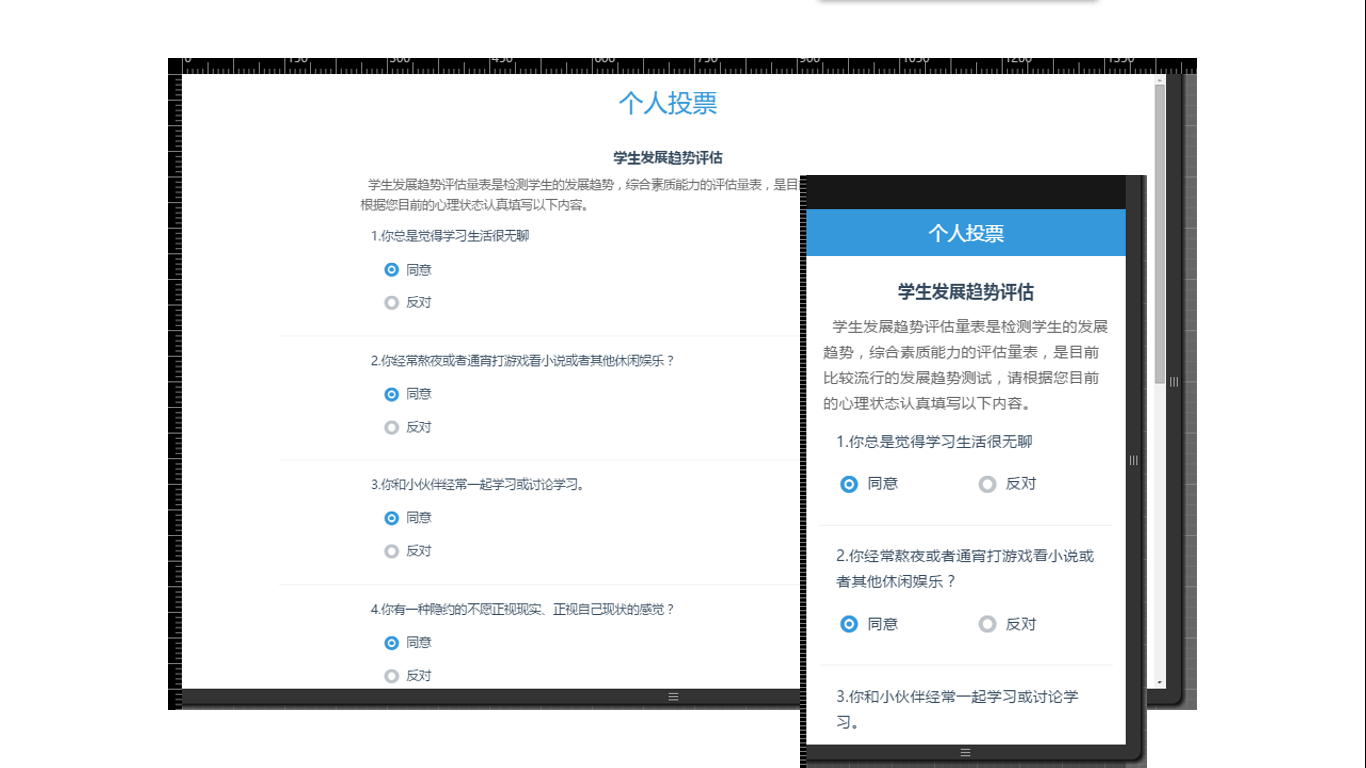 0 150 300 450 600 750 900 1050 1200 1350
个人投票
学生发展趋势评估
学生发展趋势评估量表是检测学生的发展趋势，综合素质能力的评估量表，是目
根据您目前的心理状态认真填写以下内容。
1.你总是觉得学习生活很无聊
同意
反对
2.你经常熬夜或者通宵打游戏看小说或者其他休闲娱乐？
同意
反对
3.你和小伙伴经常一起学习或讨论学习。
同意
反对
4.你有一种隐约的不愿正视现实、正视自己现状的感觉？
同意
反对
个人投票
学生发展趋势评估
学生发展趋势评估量表是检测学生的发展
趋势，综合素质能力的评估量表，是目前
比较流行的发展趋势测试，请根据您目前
的心理状态认真填写以下内容。
1.你总是觉得学习生活很无聊
同意 反对
2.你经常熬夜或者通宵打游戏看小说或
者其他休闲娱乐？
同意 反对
3.你和小伙伴经常一起学习或讨论学
习。